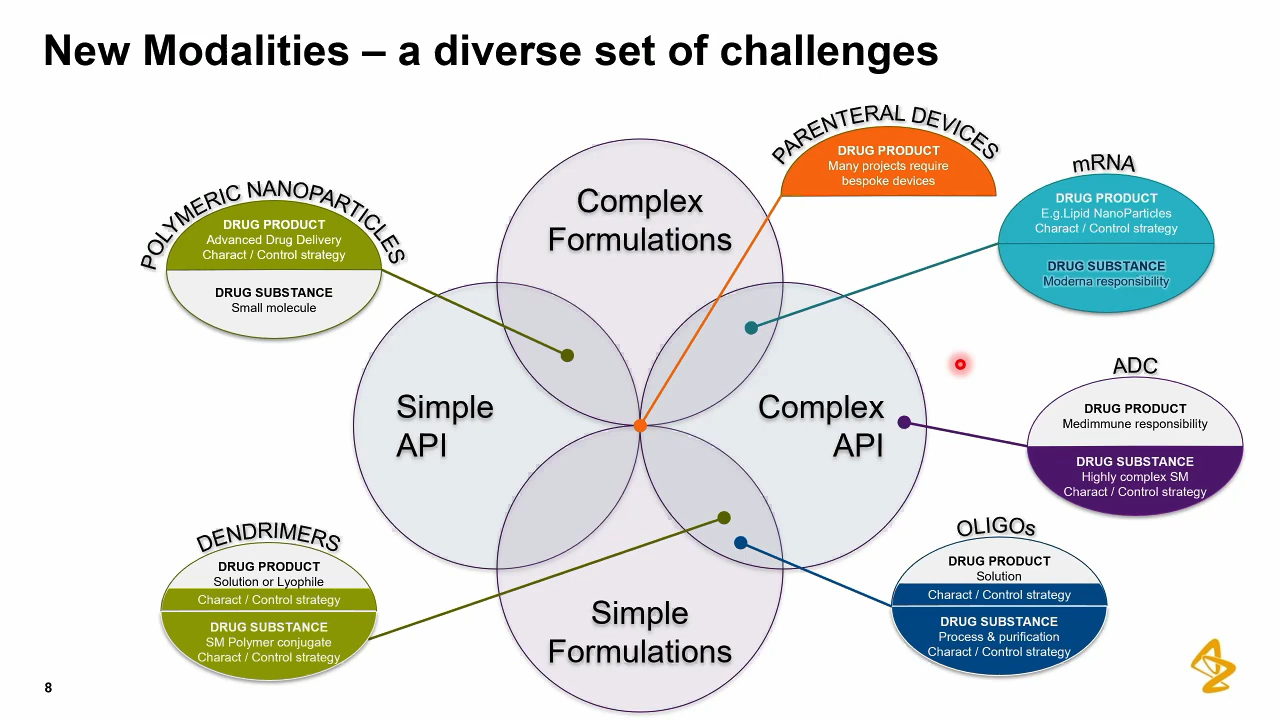 New Modalities – a diverse set of challenges
POLYMERIC NANOPARTICLES
DRUG PRODUCT
Advanced Drug Delivery
Charact / Control strategy
DRUG SUBSTANCE
Small molecule
Complex
Formulations
PARENTERAL DEVICES
DRUG PRODUCT
Many projects require
bespoke devices
mRNA
DRUG PRODUCT
E.g.Lipid NanoParticles
Charact / Control strategy
DRUG SUBSTANCE
Moderna responsibility
Simple
API
Complex
API
ADC
DRUG PRODUCT
Medimmune responsibility
DRUG SUBSTANCE
Highly complex SM
Charact / Control strategy
DENDRIMERS
DRUG PRODUCT
Solution or Lyophile
Charact / Control strategy
DRUG SUBSTANCE
SM Polymer conjugate
Charact / Control strategy
Simple
Formulations
OLIGOs
DRUG PRODUCT
Solution
Charact / Control strategy
DRUG SUBSTANCE
Process & purification
Charact / Control strategy
8